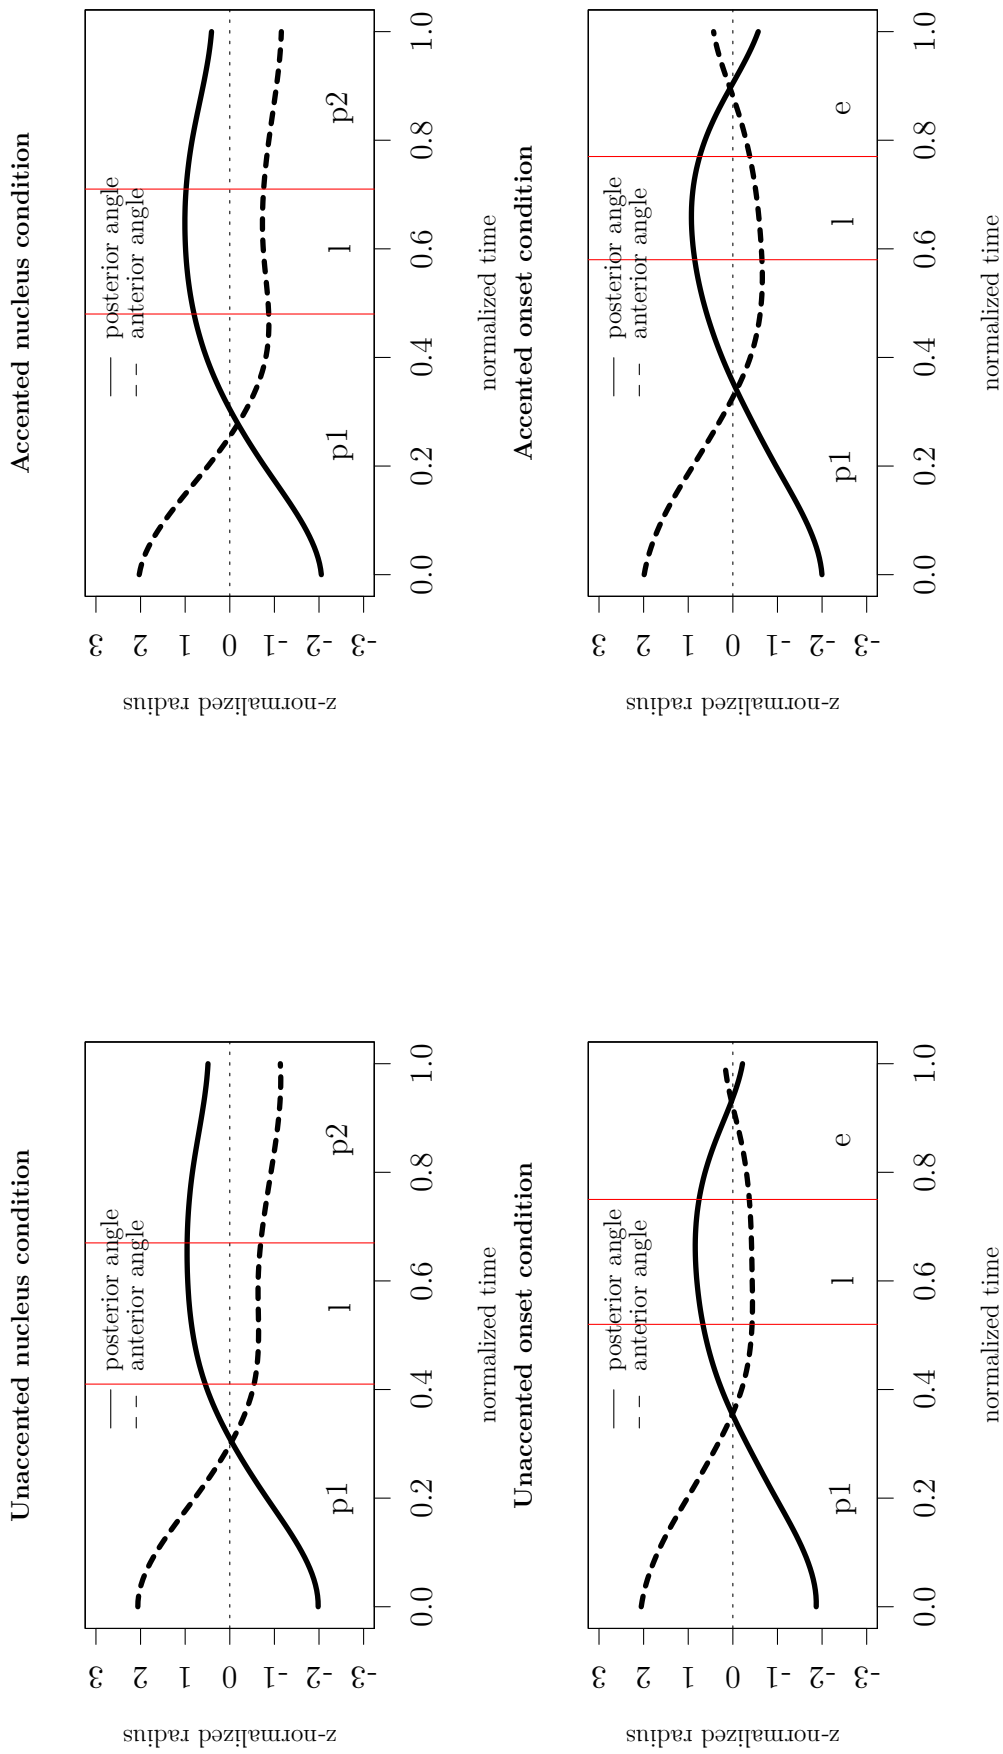 Unaccented nucleus condition
posterior angle
anterior angle
p1
l
p2
3
2
1
0
-1
-2
-3
0.0
0.2
0.4
0.6
0.8
1.0
z-normalized radius
normalized time
Accented nucleus condition
posterior angle
anterior angle
p1
l
p2
3
2
1
0
-1
-2
-3
0.0
0.2
0.4
0.6
0.8
1.0
z-normalized radius
normalized time
Unaccented onset condition
posterior angle
anterior angle
p1
l
e
3
2
1
0
-1
-2
-3
0.0
0.2
0.4
0.6
0.8
1.0
z-normalized radius
normalized time
Accented onset condition
posterior angle
anterior angle
p1
l
e
3
2
1
0
-1
-2
-3
0.0
0.2
0.4
0.6
0.8
1.0
z-normalized radius
normalized time